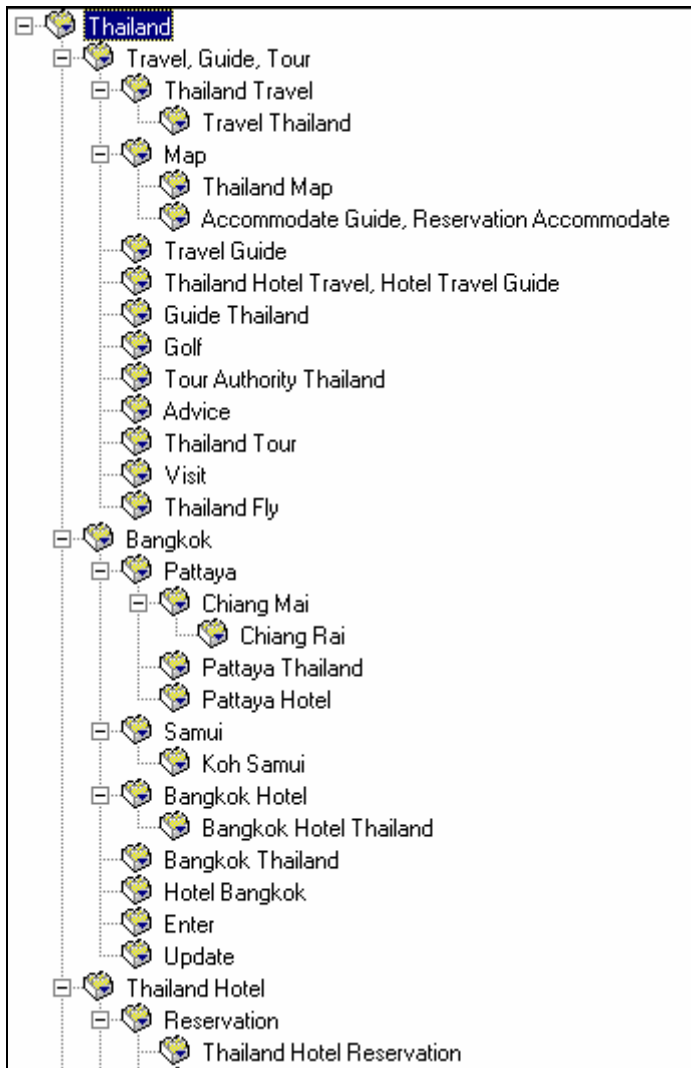 Thailand
Travel, Guide, Tour
Thailand Travel
Travel Thailand
Map
Thailand Map
Accommodate Guide, Reservation Accommodate
Travel Guide
Thailand Hotel Travel, Hotel Travel Guide
Guide Thailand
Golf
Tour Authority Thailand
Advice
Thailand Tour
Visit
Thailand Fly
Bangkok
Pattaya
Chiang Mai
Chiang Rai
Pattaya Thailand
Pattaya Hotel
Samui
Koh Samui
Bangkok Hotel
Bangkok Hotel Thailand
Bangkok Thailand
Hotel Bangkok
Enter
Update
Thailand Hotel
Reservation
Thailand Hotel Reservation